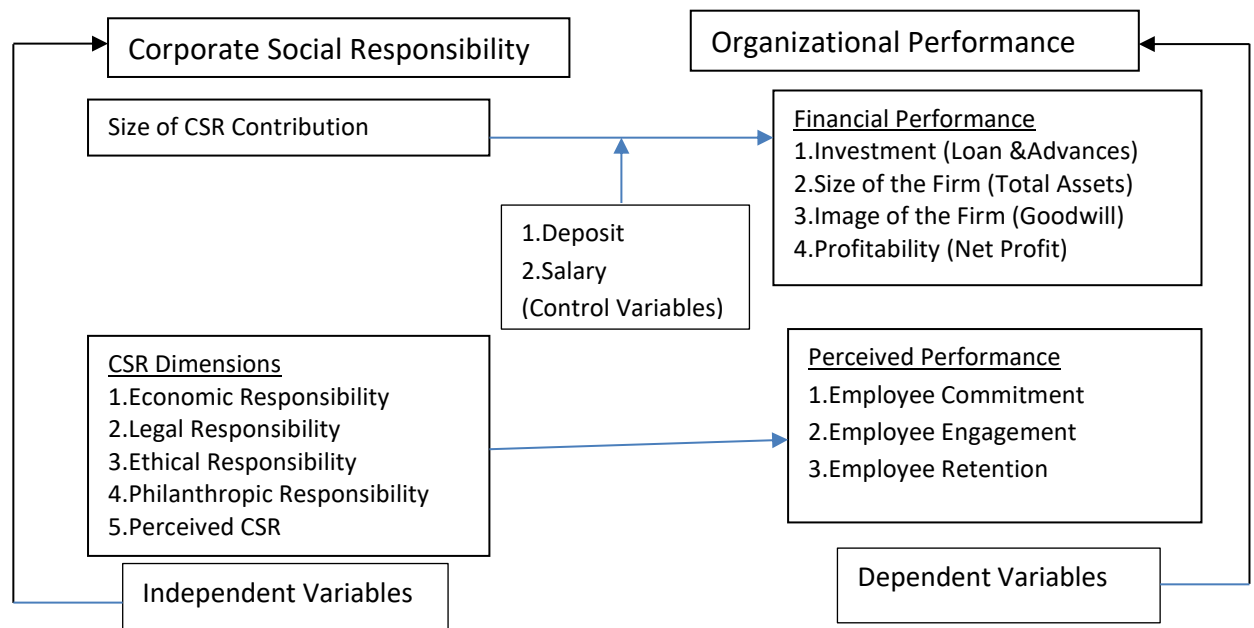 Corporate Social Responsibility
Organizational Performance
Size of CSR Contribution
Financial Performance
1.Investment (Loan &Advances)
2.Size of the Firm (Total Assets)
3.Image of the Firm (Goodwill)
4.Profitability (Net Profit)
1.Deposit
2.Salary
(Control Variables)
CSR Dimensions
1.Economic Responsibility
2.Legal Responsibility
3.Ethical Responsibility
4.Philanthropic Responsibility
5.Perceived CSR
Perceived Performance
1.Employee Commitment
2.Employee Engagement
3.Employee Retention
Independent Variables
Dependent Variables